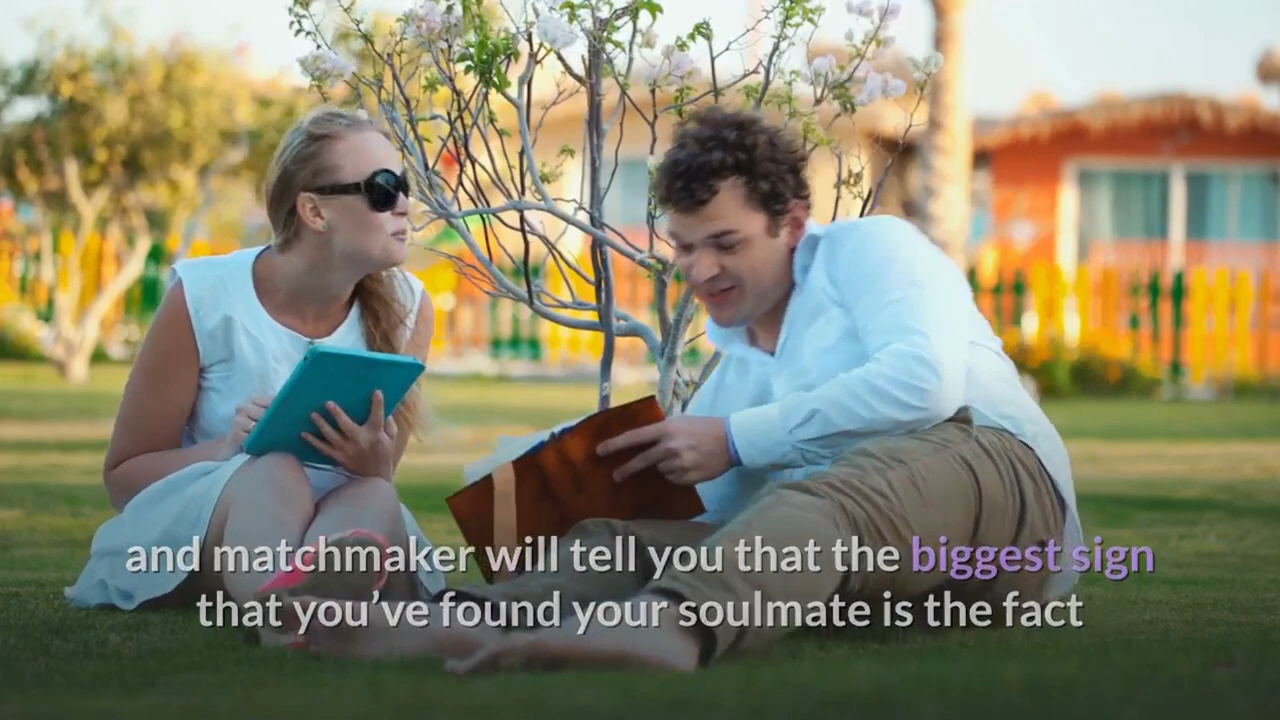 and matchmaker will tell you that the biggest sign
that you've found your soulmate is the fact